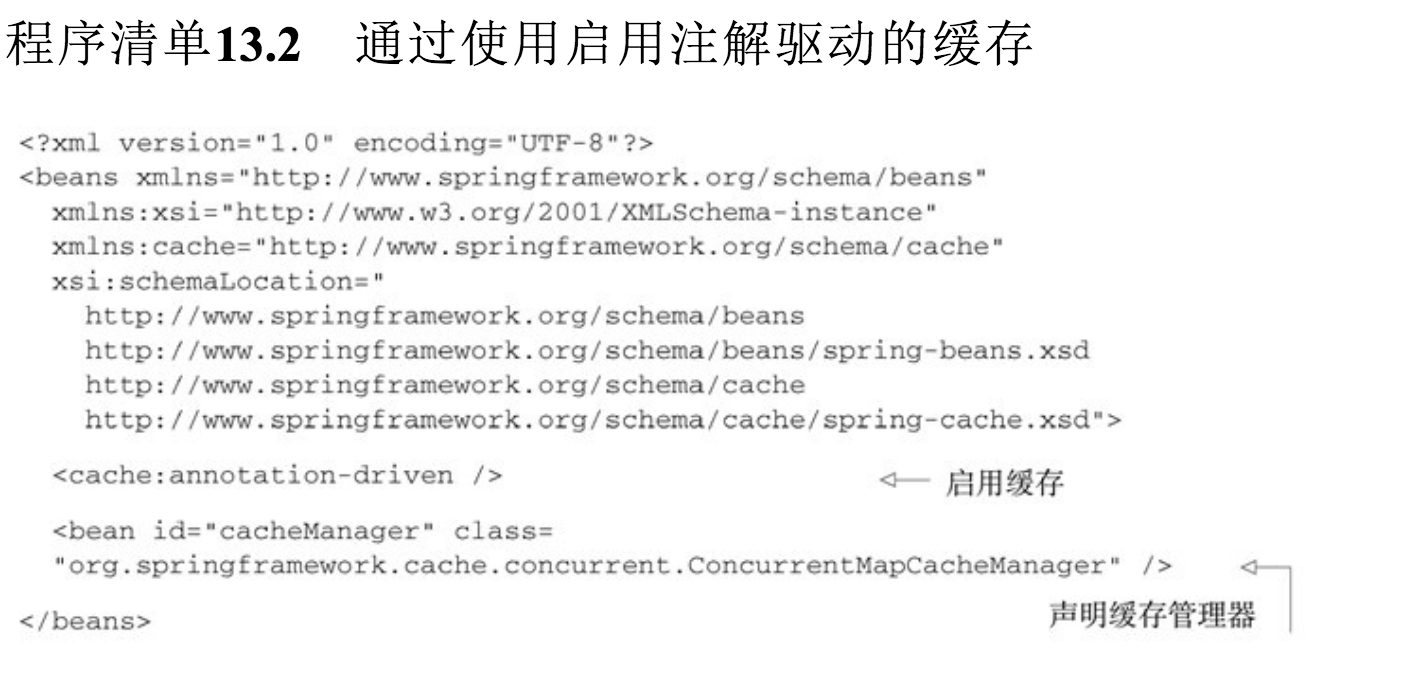 程序清单13.2 通过使用启用注解驱动的缓存
<?xml version="1.0" encoding="UTF-8"?>
<beans xmlns="http://www.springframework.org/schema/beans"
xmlns:xsi="http://www.w3.org/2001/XMLSchema-instance"
xmlns:cache="http://www.springframework.org/schema/cache"
xsi:schemaLocation="
http://www.springframework.org/schema/beans
http://www.springframework.org/schema/beans/spring-beans.xsd
http://www.springframework.org/schema/cache
http://www.springframework.org/schema/cache/spring-cache.xsd">
<cache:annotation-driven /> 启用缓存
<bean id="cacheManager" class=
"org.springframework.cache.concurrent.ConcurrentMapCacheManager" />
声明缓存管理器
</beans>